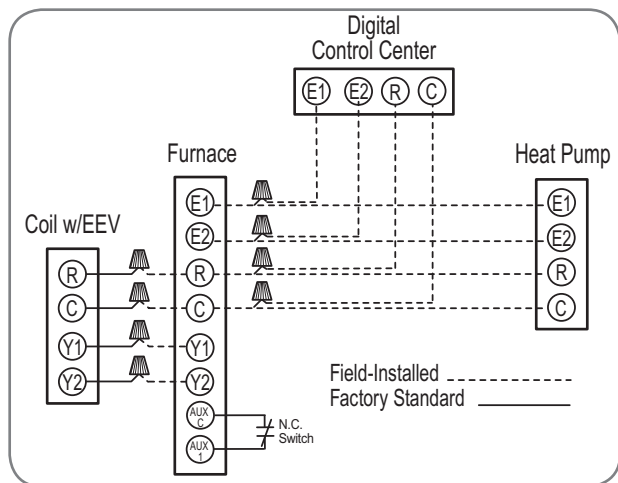 Digital
Control Center
E1 E2 R C
Furnace
Heat Pump
Coil w/EEV
E1
E2
R
C
Y1
Y2
AUX
C
AUX
1
R
C
Y1
Y2
E1
E2
R
C
N.C.
Switch
Field-Installed
Factory Standard